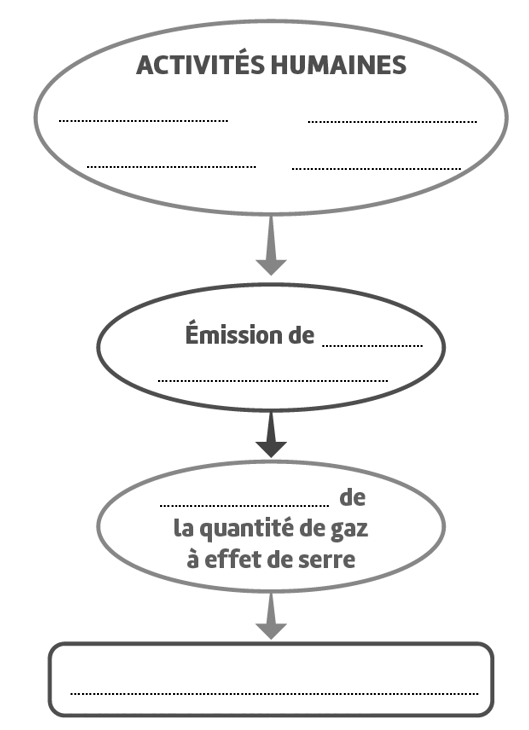 ACTIVITÉS HUMAINES
Émission de
de
la quantité de gaz
à effet de serre